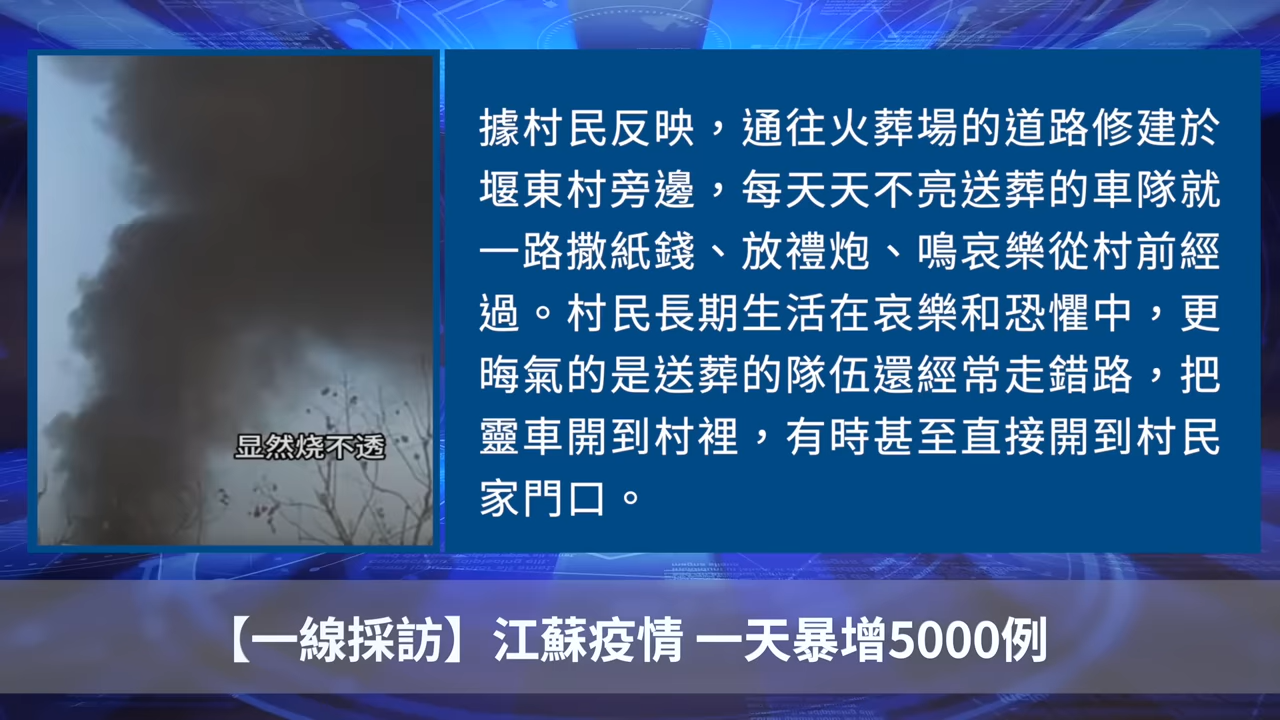 據村民反映，通往火葬場的道路修建於
堰東村旁邊，每天天不亮送葬的車隊就
一路撒紙錢、放禮炮、鳴哀樂從村前經
過。村民長期生活在哀樂和恐懼中，更
晦氣的是送葬的隊伍還經常走錯路，把
靈車開到村裡，有時甚至直接開到村民
家門口。
显然烧不透
【一線採訪】江蘇疫情 一天暴增5000例